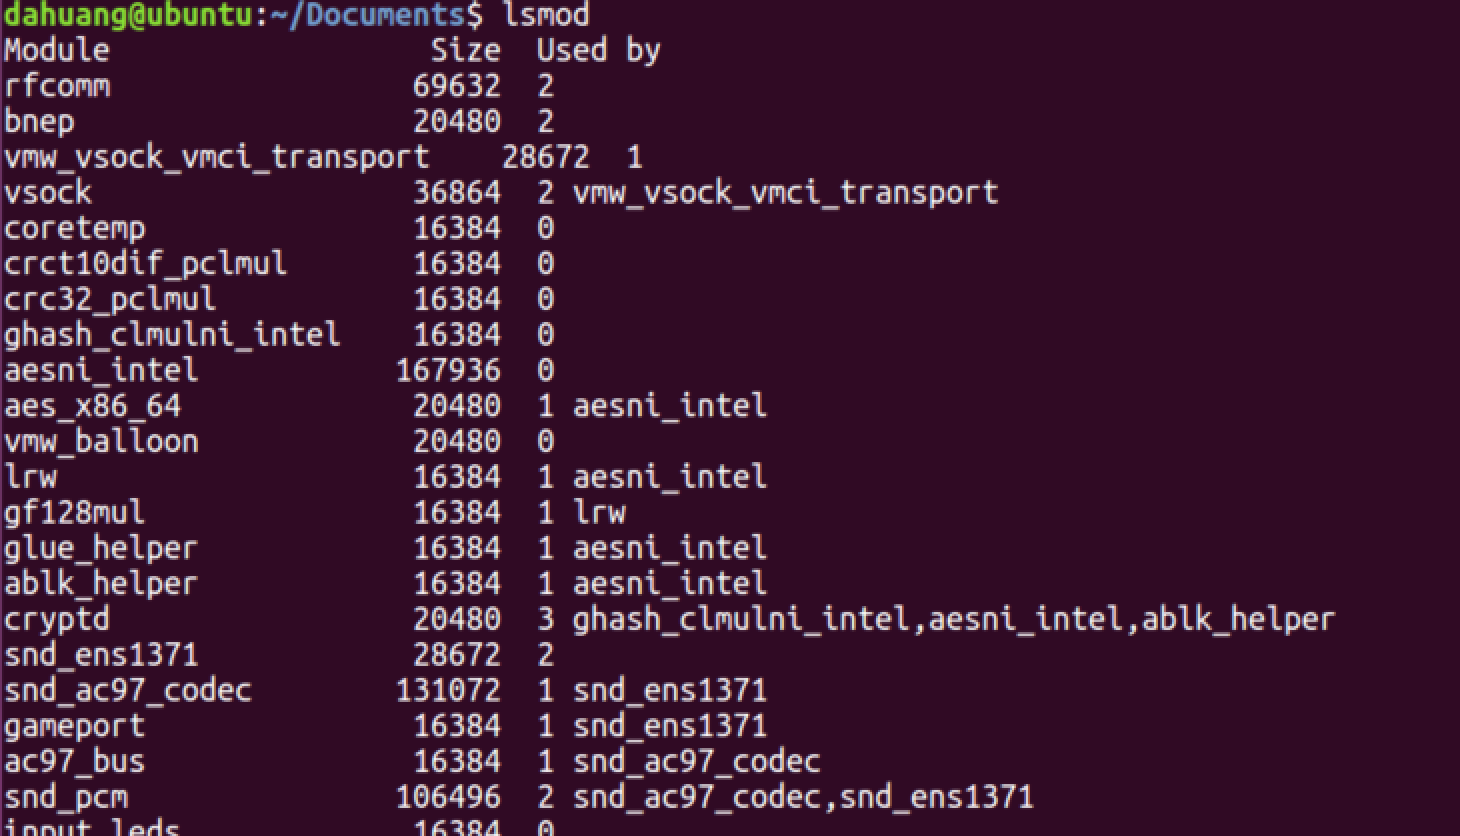 dahuang@ubuntu:~/Documents$ lsmod
Module                  Size  Used by
rfcomm                 69632  2
bnep                   20480  2
vmw_vsock_vmci_transport    28672  1
vsock                  36864  2 vmw_vsock_vmci_transport
coretemp               16384  0
crct10dif_pclmul       16384  0
crc32_pclmul           16384  0
ghash_clmulni_intel    16384  0
aesni_intel           167936  0
aes_x86_64             20480  1 aesni_intel
vmw_balloon            20480  0
lrw                    16384  1 aesni_intel
gf128mul               16384  1 lrw
glue_helper            16384  1 aesni_intel
ablk_helper            16384  1 aesni_intel
cryptd                 20480  3 ghash_clmulni_intel,aesni_intel,ablk_helper
snd_ens1371            28672  2
snd_ac97_codec        131072  1 snd_ens1371
gameport               16384  1 snd_ens1371
ac97_bus               16384  1 snd_ac97_codec
snd_pcm               106496  2 snd_ac97_codec,snd_ens1371
input_leds             16384  0